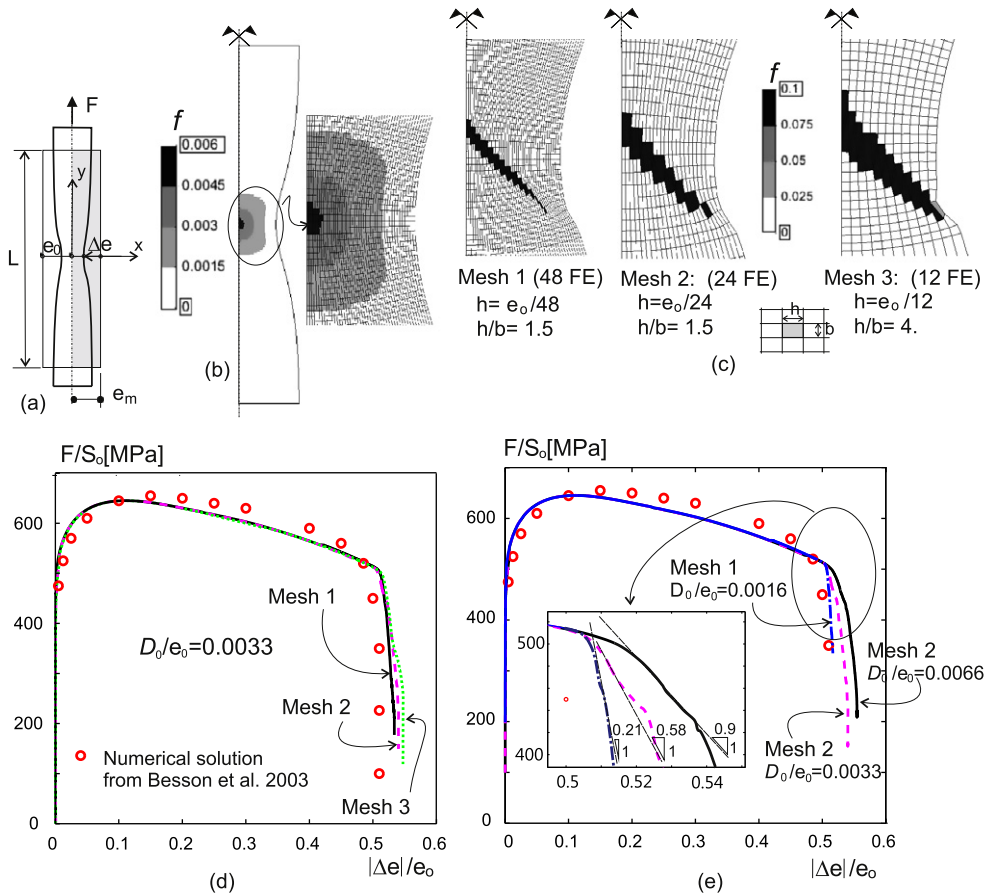 F
y
x
e₀
Δe
L
eₘ
(a)
f
0.006
0.0045
0.003
0.0015
0
(b)
Mesh 1 (48 FE)
h= eₒ/48
h/b= 1.5
Mesh 2: (24 FE)
h=eₒ/24
h/b= 1.5
f
0.1
0.075
0.05
0.025
0
Mesh 3: (12 FE)
h=eₒ/12
h/b= 4.
h
b
(c)
F/Sₒ[MPa]
600
400
200
0
0
0.1
0.2
0.3
0.4
0.5
0.6
|Δe|/eₒ
Mesh 1
D₀/e₀=0.0033
Mesh 2
Mesh 3
Numerical solution
from Besson et al. 2003
(d)
F/Sₒ[MPa]
600
400
200
0
0
0.1
0.2
0.3
0.4
0.5
0.6
|Δe|/eₒ
Mesh 1
D₀/e₀=0.0016
Mesh 2
D₀/e₀=0.0066
Mesh 2
D₀/e₀=0.0033
500
400
0.5
0.52
0.54
0.21
1
0.58
1
0.9
1
(e)